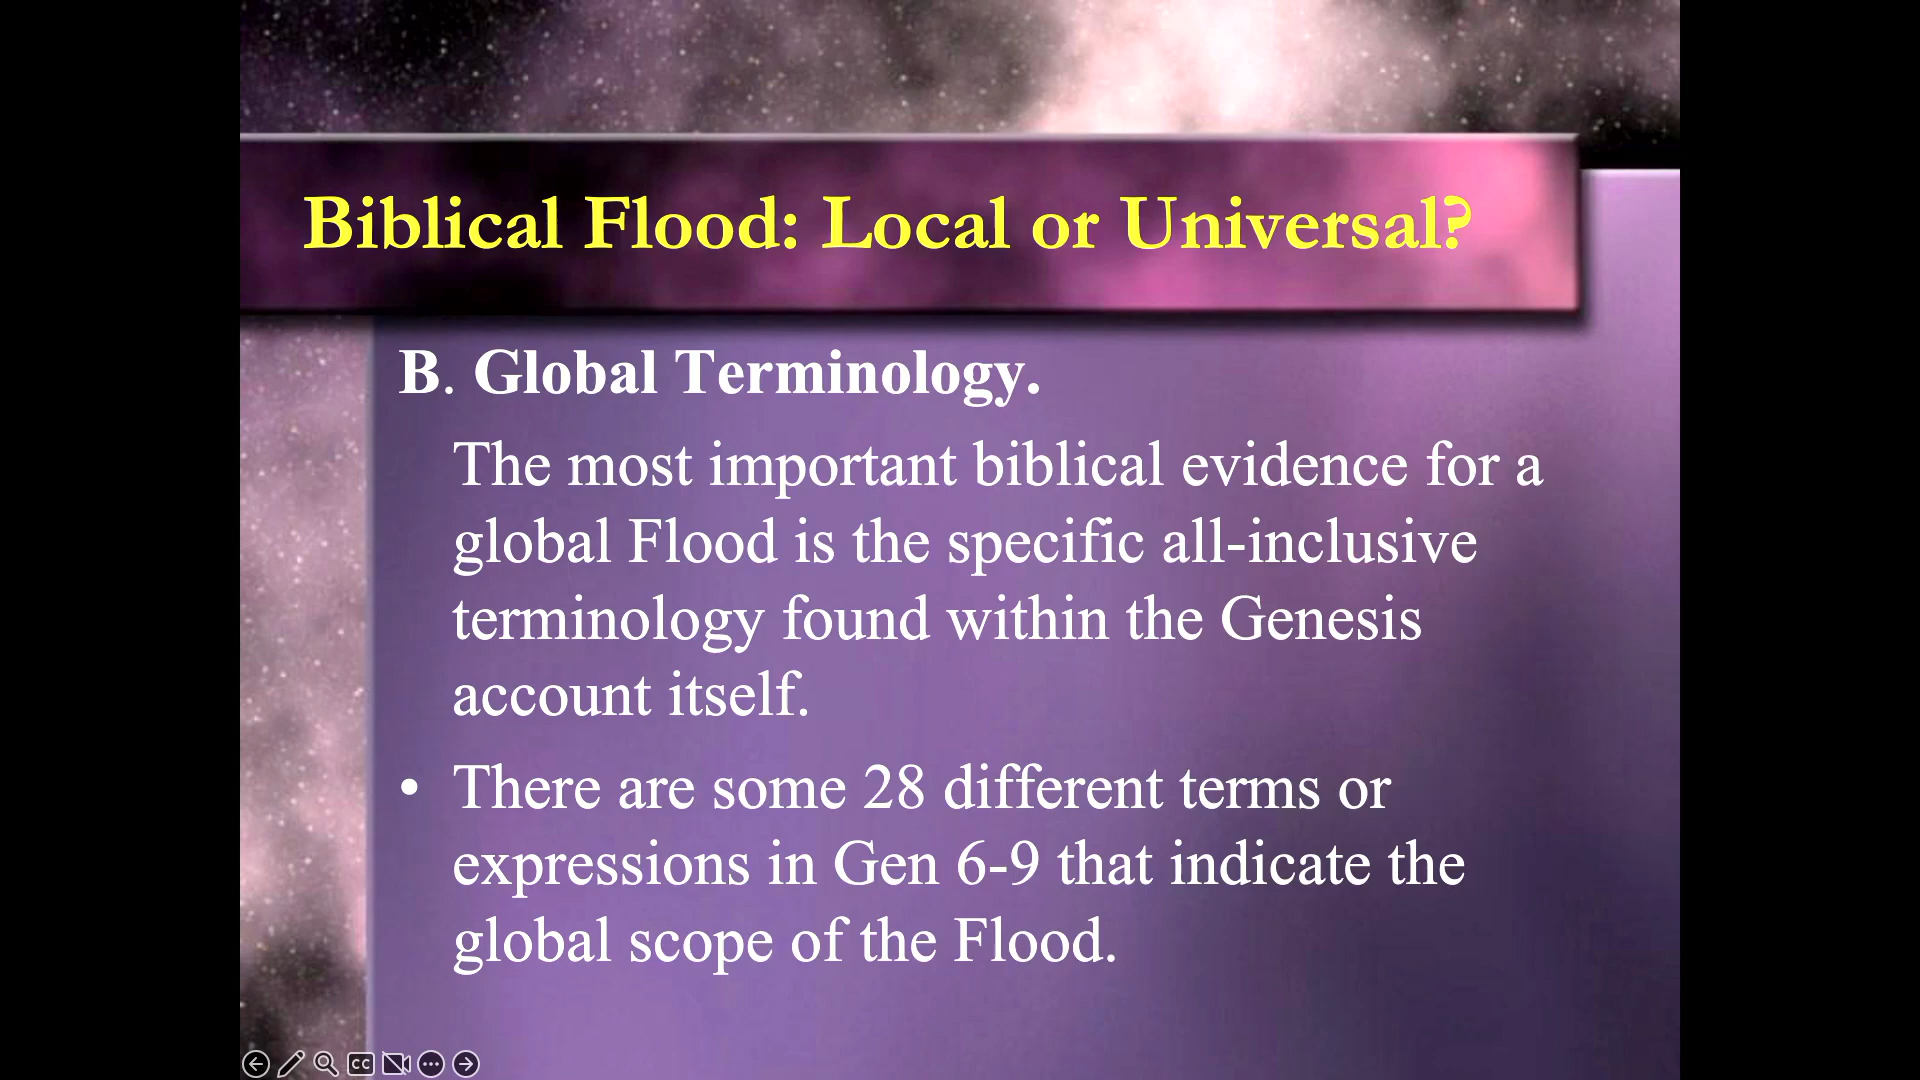 Biblical Flood: Local or Universal?
B. Global Terminology.
The most important biblical evidence for a
global Flood is the specific all-inclusive
terminology found within the Genesis
account itself.
• There are some 28 different terms or
expressions in Gen 6-9 that indicate the
global scope of the Flood.
CC